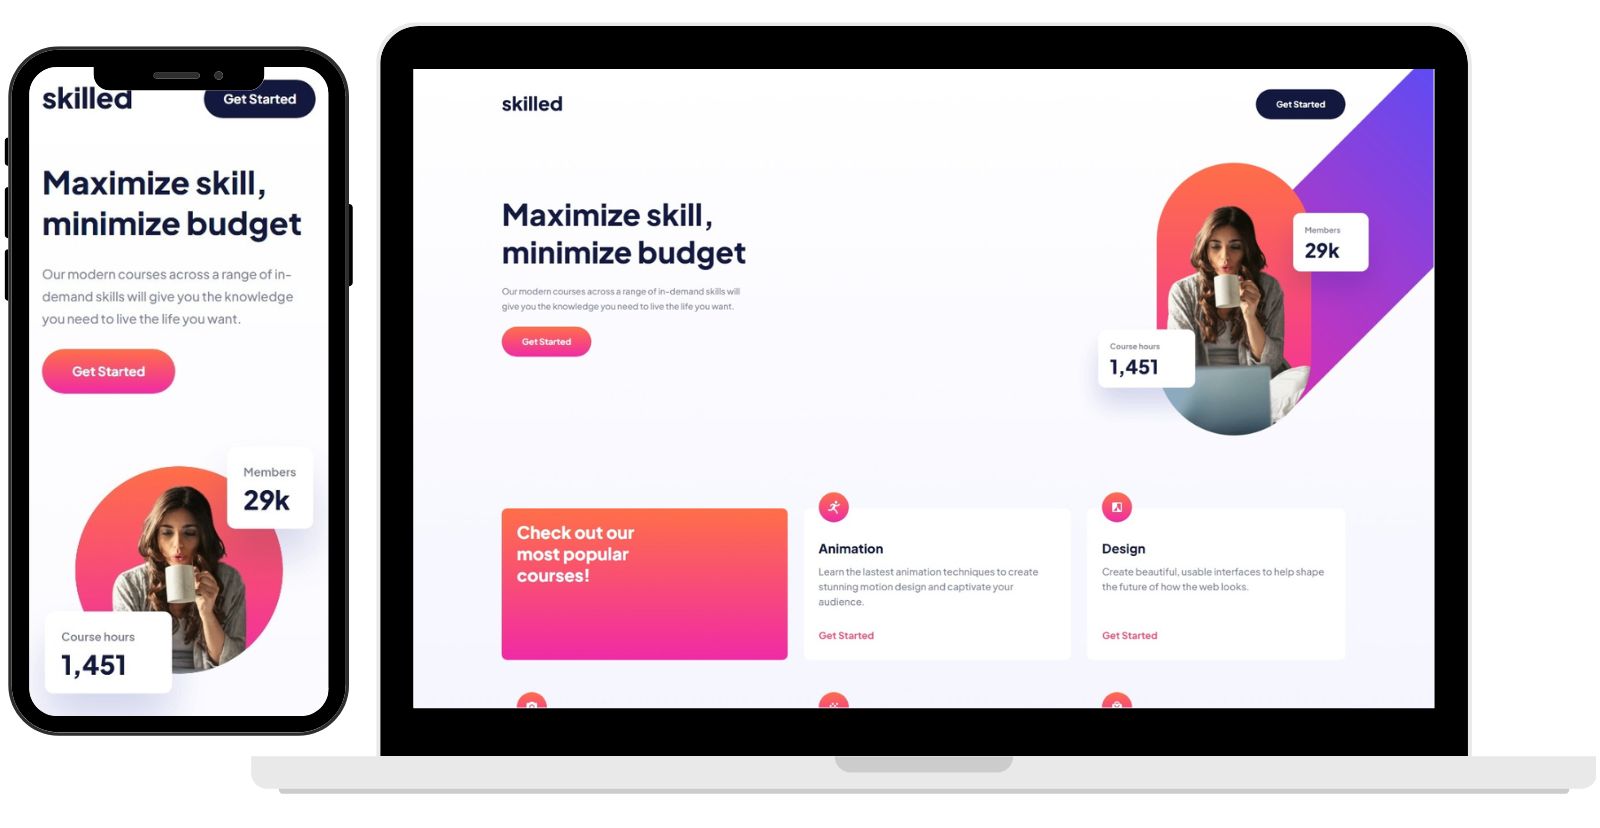 skilled
Get Started
Maximize skill,
minimize budget
Our modern courses across a range of in-
demand skills will give you the knowledge
you need to live the life you want.
Get Started
Members
29k
Course hours
1,451
skilled
Get Started
Maximize skill,
minimize budget
Our modern courses across a range of in-demand skills will
give you the knowledge you need to live the life you want.
Get Started
Members
29k
Course hours
1,451
Check out our
most popular
courses!
Animation
Learn the lastest animation techniques to create
stunning motion design and captivate your
audience.
Get Started
Design
Create beautiful, usable interfaces to help shape
the future of how the web looks.
Get Started